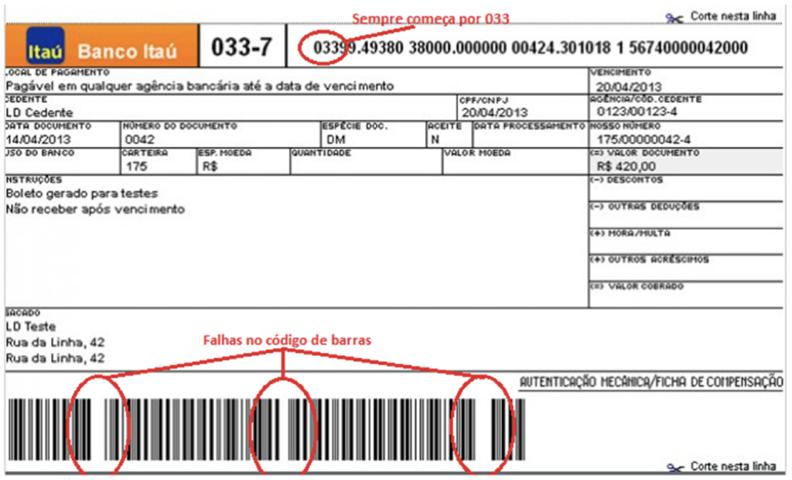 Sempre começa por 033
Corte nesta linha
Itaú Banco Itaú 033-7 03399.49380 38000.000000 00424.301018 1 56740000042000
LOCAL DE PAGAMENTO VENCIMENTO
Pagável em qualquer agência bancária até a data de vencimento 20/04/2013
CEDENTE CPF/CNPJ AGÊNCIA/CÓD. CEDENTE
LD Cedente 20/04/2013 0123/00123-4
DATA DOCUMENTO NÚMERO DO DOCUMENTO ESPÉCIE DOC. ACEITE DATA PROCESSAMENTO NOSSO NÚMERO
14/04/2013 0042 DM N 175/00000042-4
USO DO BANCO CARTEIRA ESP. MOEDA QUANTIDADE VALOR MOEDA (=) VALOR DOCUMENTO
175 R$ R$ 420,00
INSTRUÇÕES (-) DESCONTOS
Boleto gerado para testes
Não receber após vencimento (-) OUTRAS DEDUÇÕES
(+) MORA/MULTA
(+) OUTROS ACRÉSCIMOS
(=) VALOR COBRADO
SACADO
LD Teste
Rua da Linha, 42
Rua da Linha, 42
Falhas no código de barras
AUTENTICAÇÃO MECÂNICA/FICHA DE COMPENSAÇÃO
Corte nesta linha